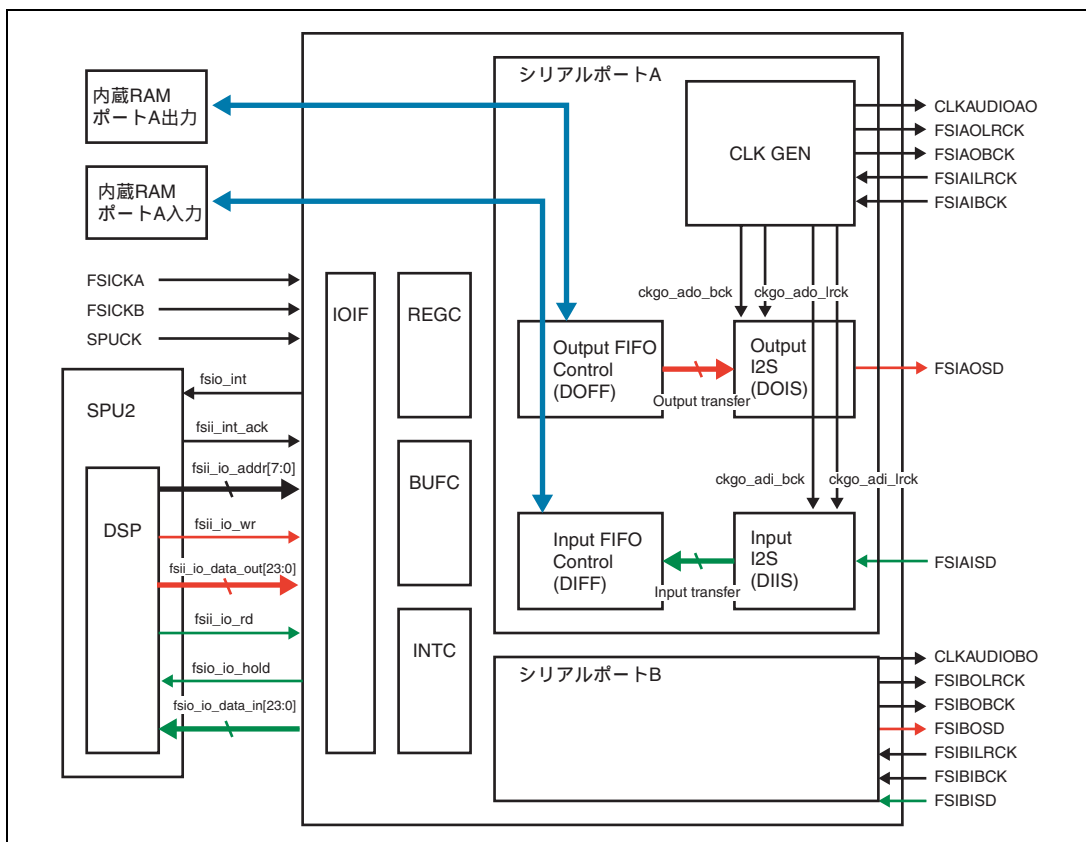 シリアルポートA
内蔵RAM
ポートA出力
CLK GEN
CLKAUDIOAO
FSIAOLRCK
FSIAOBCK
FSIAILRCK
FSIAIBCK
内蔵RAM
ポートA入力
FSICKA
FSICKB
SPUCK
IOIF
REGC
ckgo_ado_bck
ckgo_ado_lrck
Output FIFO
Control
(DOFF)
Output transfer
Output
I2S
(DOIS)
FSIAOSD
SPU2
fsio_int
fsii_int_ack
fsii_io_addr[7:0]
DSP
fsii_io_wr
fsii_io_data_out[23:0]
fsii_io_rd
fsio_io_hold
fsio_io_data_in[23:0]
BUFC
INTC
ckgo_adi_bck
ckgo_adi_lrck
Input FIFO
Control
(DIFF)
Input transfer
Input
I2S
(DIIS)
FSIAISD
シリアルポートB
CLKAUDIOBO
FSIBOLRCK
FSIBOBCK
FSIBOSD
FSIBILRCK
FSIBIBCK
FSIBISD